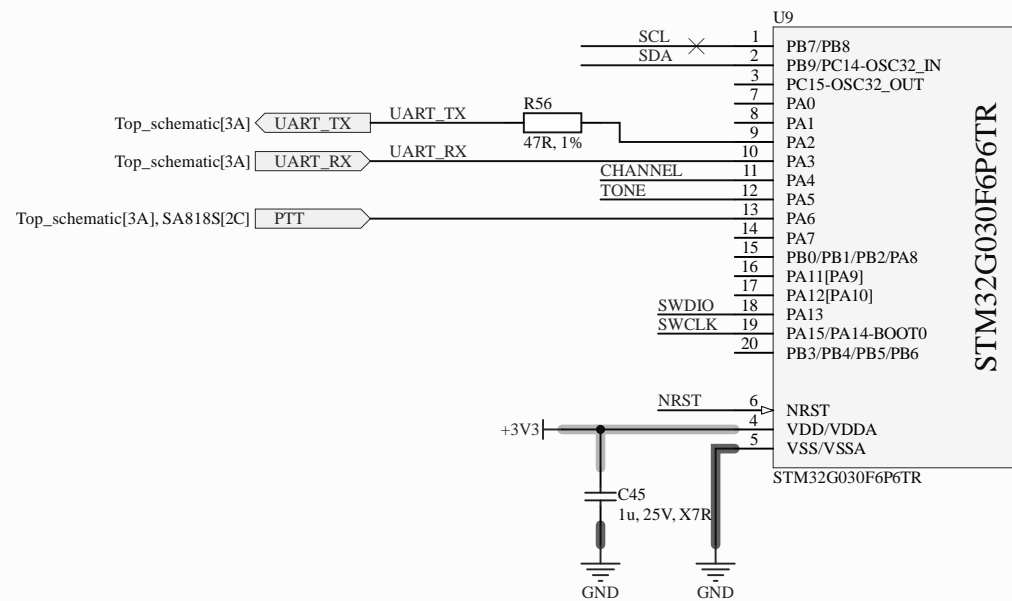 U9
SCL 1 PB7/PB8
SDA 2 PB9/PC14-OSC32_IN
3 PC15-OSC32_OUT
7 PA0
8 PA1
Top_schematic[3A] UART_TX UART_TX R56 47R, 1% 9 PA2
Top_schematic[3A] UART_RX UART_RX 10 PA3
CHANNEL 11 PA4
TONE 12 PA5
Top_schematic[3A], SA818S[2C] PTT 13 PA6
14 PA7
15 PB0/PB1/PB2/PA8
16 PA11[PA9]
17 PA12[PA10]
SWDIO 18 PA13
SWCLK 19 PA15/PA14-BOOT0
20 PB3/PB4/PB5/PB6
NRST 6 NRST
+3V3 4 VDD/VDDA
5 VSS/VSSA
STM32G030F6P6TR
STM32G030F6P6TR
C45
1u, 25V, X7R
GND GND